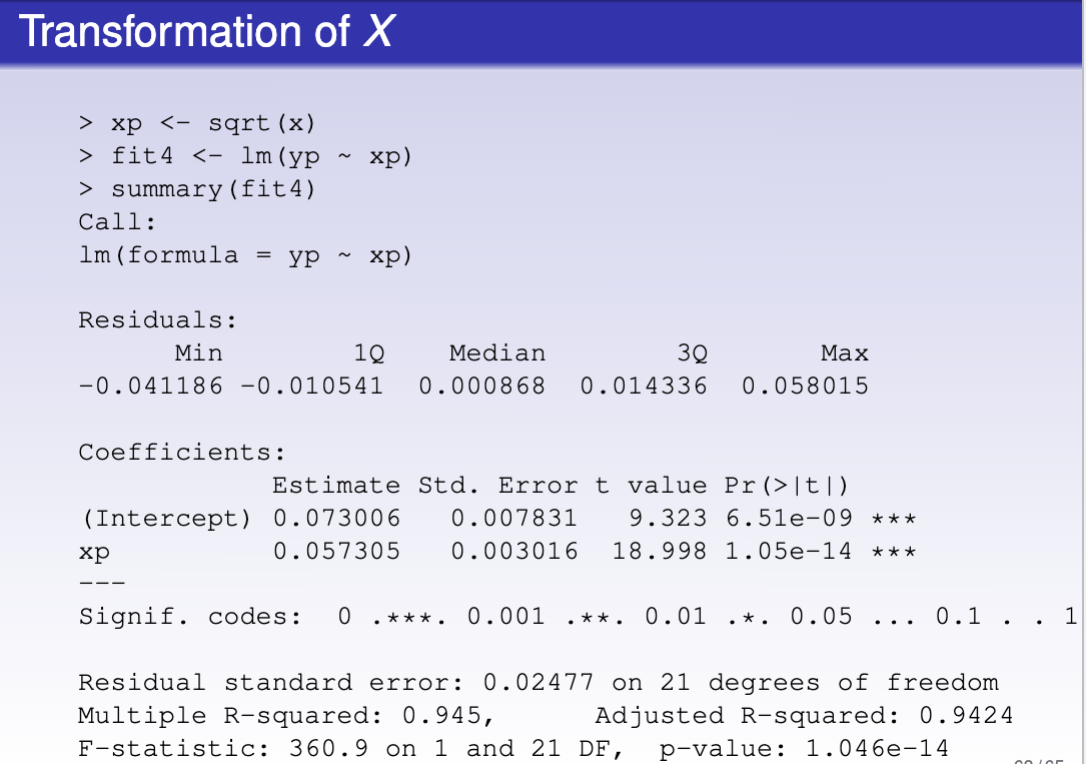 Transformation of X
> xp <- sqrt(x)
> fit4 <- lm(yp ~ xp)
> summary(fit4)
Call:
lm(formula = yp ~ xp)
Residuals:
Min 1Q Median 3Q Max
-0.041186 -0.010541 0.000868 0.014336 0.058015
Coefficients:
Estimate Std. Error t value Pr(>|t|)
(Intercept) 0.073006 0.007831 9.323 6.51e-09 ***
xp 0.057305 0.003016 18.998 1.05e-14 ***
---
Signif. codes: 0 .***. 0.001 .**. 0.01 .*. 0.05 ... 0.1 . . 1
Residual standard error: 0.02477 on 21 degrees of freedom
Multiple R-squared: 0.945, Adjusted R-squared: 0.9424
F-statistic: 360.9 on 1 and 21 DF, p-value: 1.046e-14